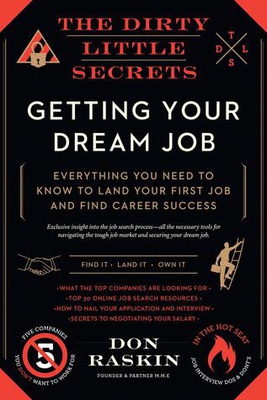 THE DIRTY
LITTLE
SECRETS
D T L S
GETTING YOUR
DREAM JOB
EVERYTHING YOU NEED TO
KNOW TO LAND YOUR FIRST JOB
AND FIND CAREER SUCCESS
Exclusive insight into the job search process—all the necessary tools for
navigating the tough job market and securing your dream job.
FIND IT • LAND IT • OWN IT
•WHAT THE TOP COMPANIES ARE LOOKING FOR•
•TOP 30 ONLINE JOB SEARCH RESOURCES•
•HOW TO NAIL YOUR APPLICATION AND INTERVIEW•
•SECRETS TO NEGOTIATING YOUR SALARY•
FIVE COMPANIES
5
YOU DON'T WANT TO WORK FOR
DON
RASKIN
FOUNDER & PARTNER M.M.E
IN THE HOT SEAT
JOB INTERVIEW DOS & DONT'S